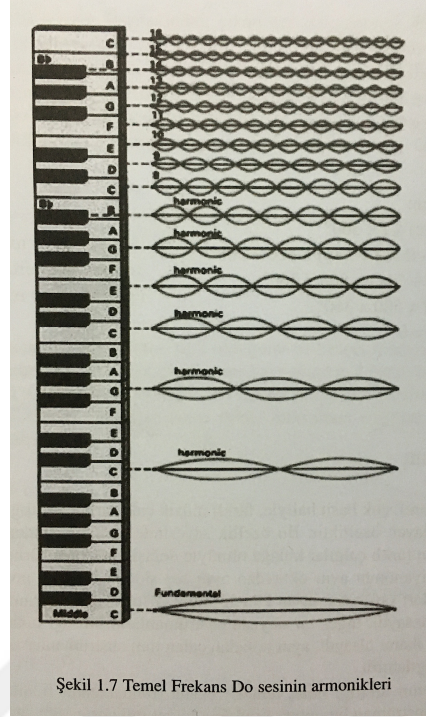 C 16
15
B♭ B 14
A 13
G 12
F 11
E 10
D 9
C 8
B♭ B harmonic
A
G harmonic
F
E harmonic
D
C harmonic
B
A
G harmonic
F
E
D
C harmonic
B
A
G
F
E
D
Middle C Fundamental
Şekil 1.7 Temel Frekans Do sesinin armonikleri